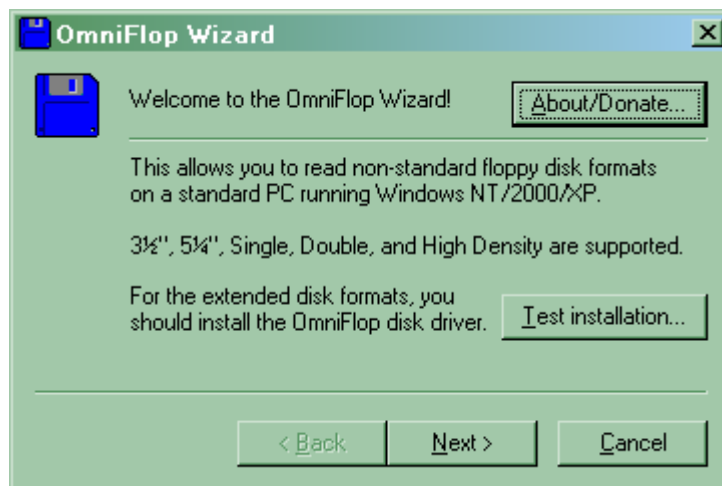 OmniFlop Wizard
Welcome to the OmniFlop Wizard!
About/Donate...
This allows you to read non-standard floppy disk formats
on a standard PC running Windows NT/2000/XP.
3½", 5¼", Single, Double, and High Density are supported.
For the extended disk formats, you
should install the OmniFlop disk driver.
Test installation...
< Back
Next >
Cancel